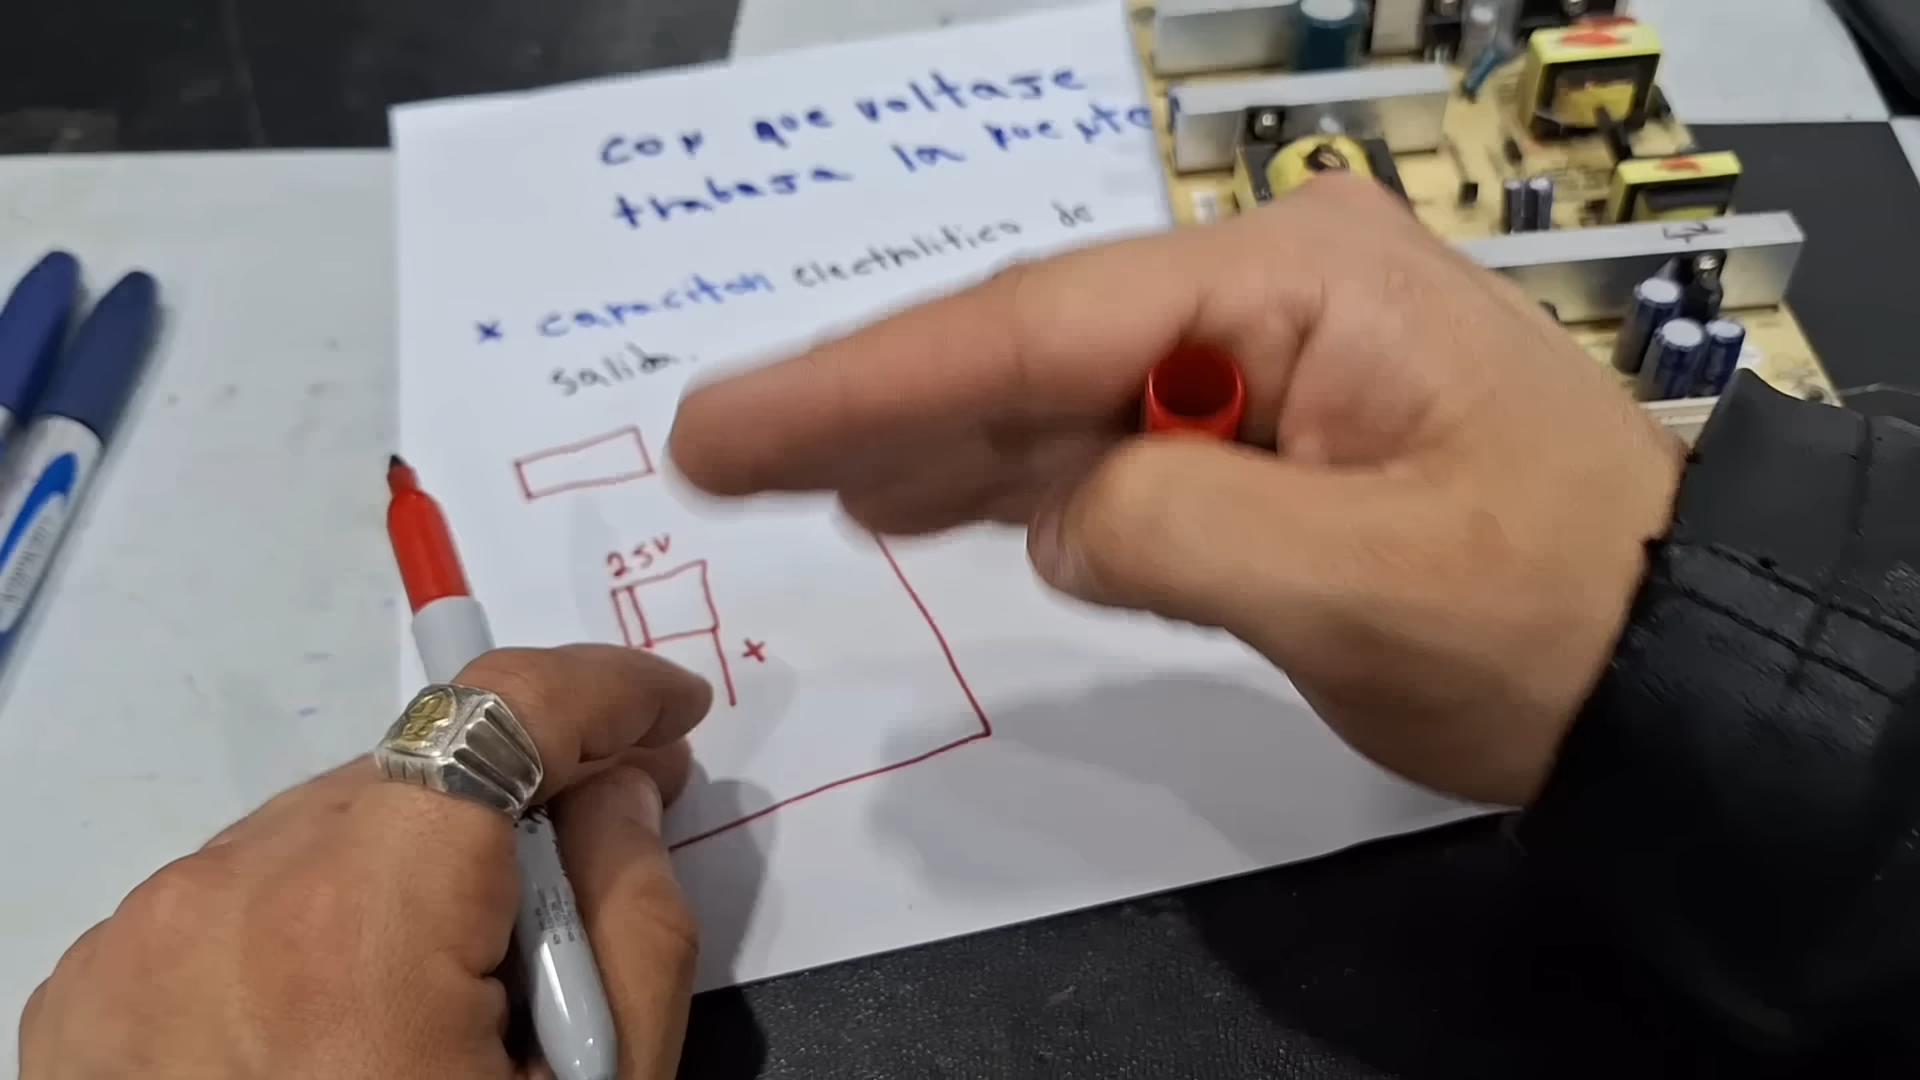 con que voltaje
trabaja la fuente
* capacitor electrolitico de
salida.
25V
+